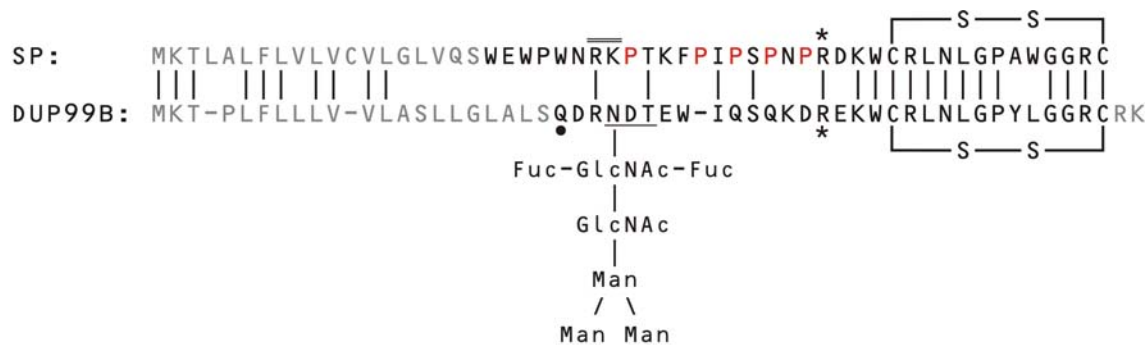 S S
*
SP: MKTLALFLVLVCVLGLVQSWEWPWNRKPTKFPIPSPNPRDKWCRLNLGPAWGGRC
DUP99B: MKT-PLFLLLV-VLASLLGLALSQDRNDTEW-IQSQKDREKWCRLNLGPYLGGRCRK
*
S S
Fuc-GlcNAc-Fuc
GlcNAc
Man
Man Man